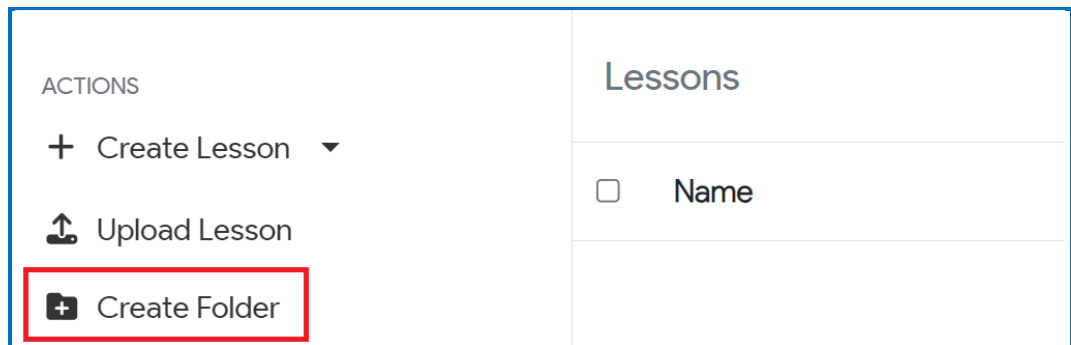 ACTIONS
Create Lesson
Upload Lesson
Create Folder
Lessons
Name